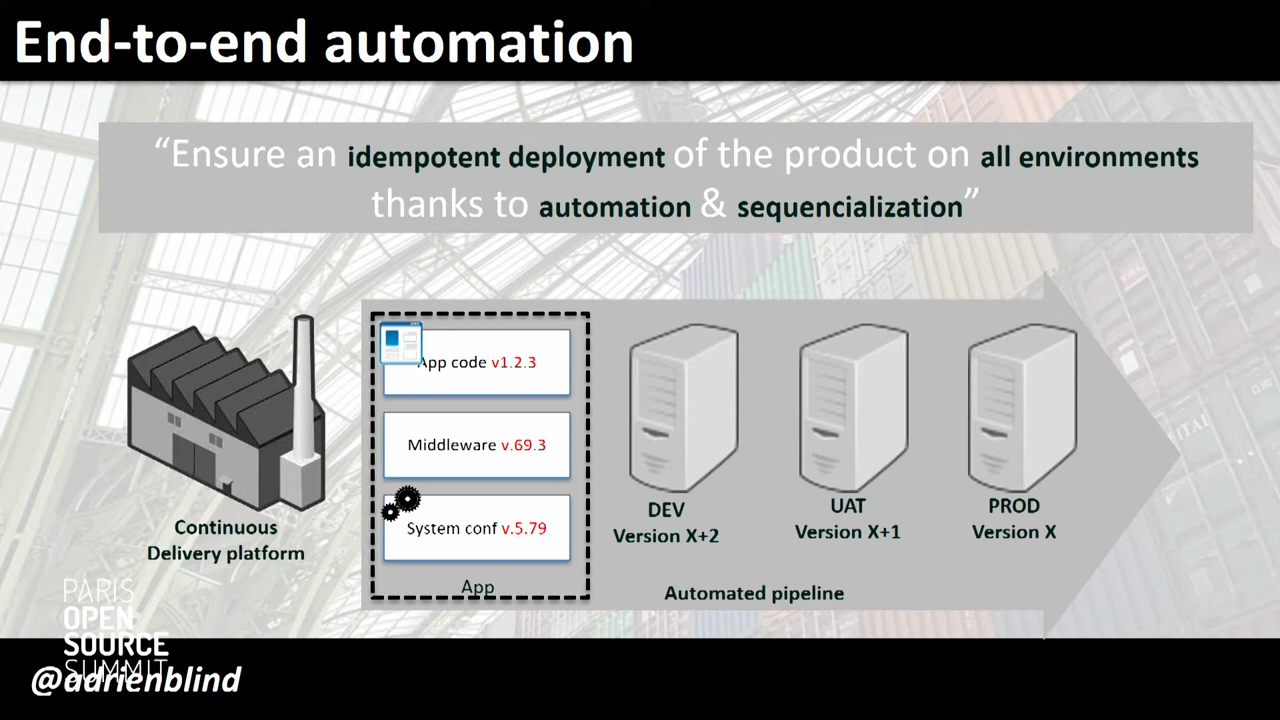 End-to-end automation
“Ensure an idempotent deployment of the product on all environments
thanks to automation & sequencialization”
App code v1.2.3
Middleware v.69.3
System conf v.5.79
App
Continuous
Delivery platform
DEV
Version X+2
UAT
Version X+1
PROD
Version X
Automated pipeline
PARIS
OPEN
SOURCE
SUMMIT
@adrienblind